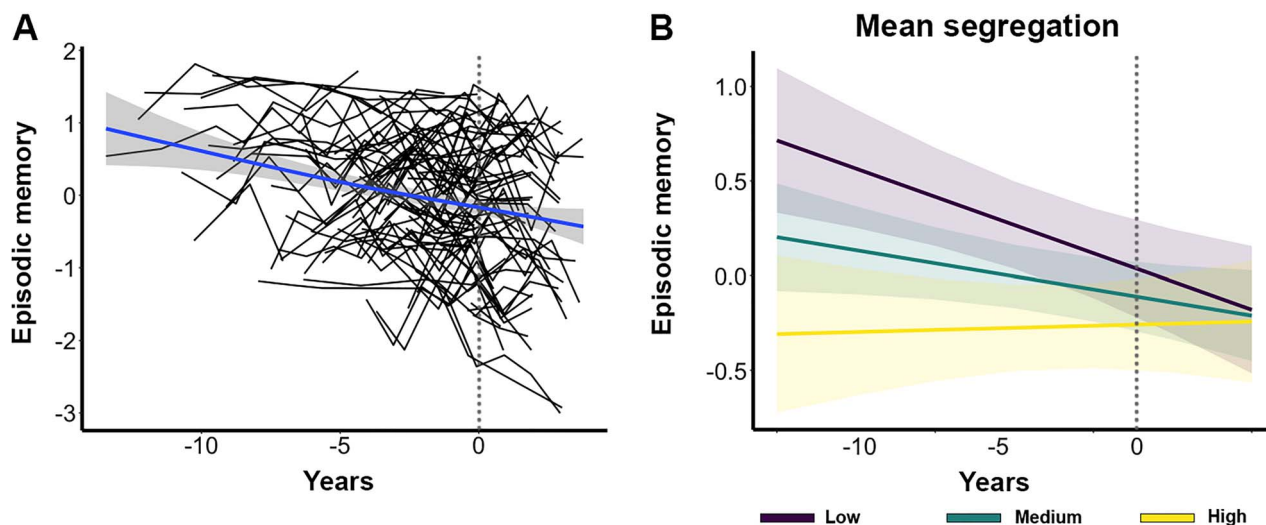 A
Episodic memory
2
1
0
-1
-2
-3
-10 -5 0
Years
B
Mean segregation
Episodic memory
1.0
0.5
0.0
-0.5
-10 -5 0
Years
Low Medium High